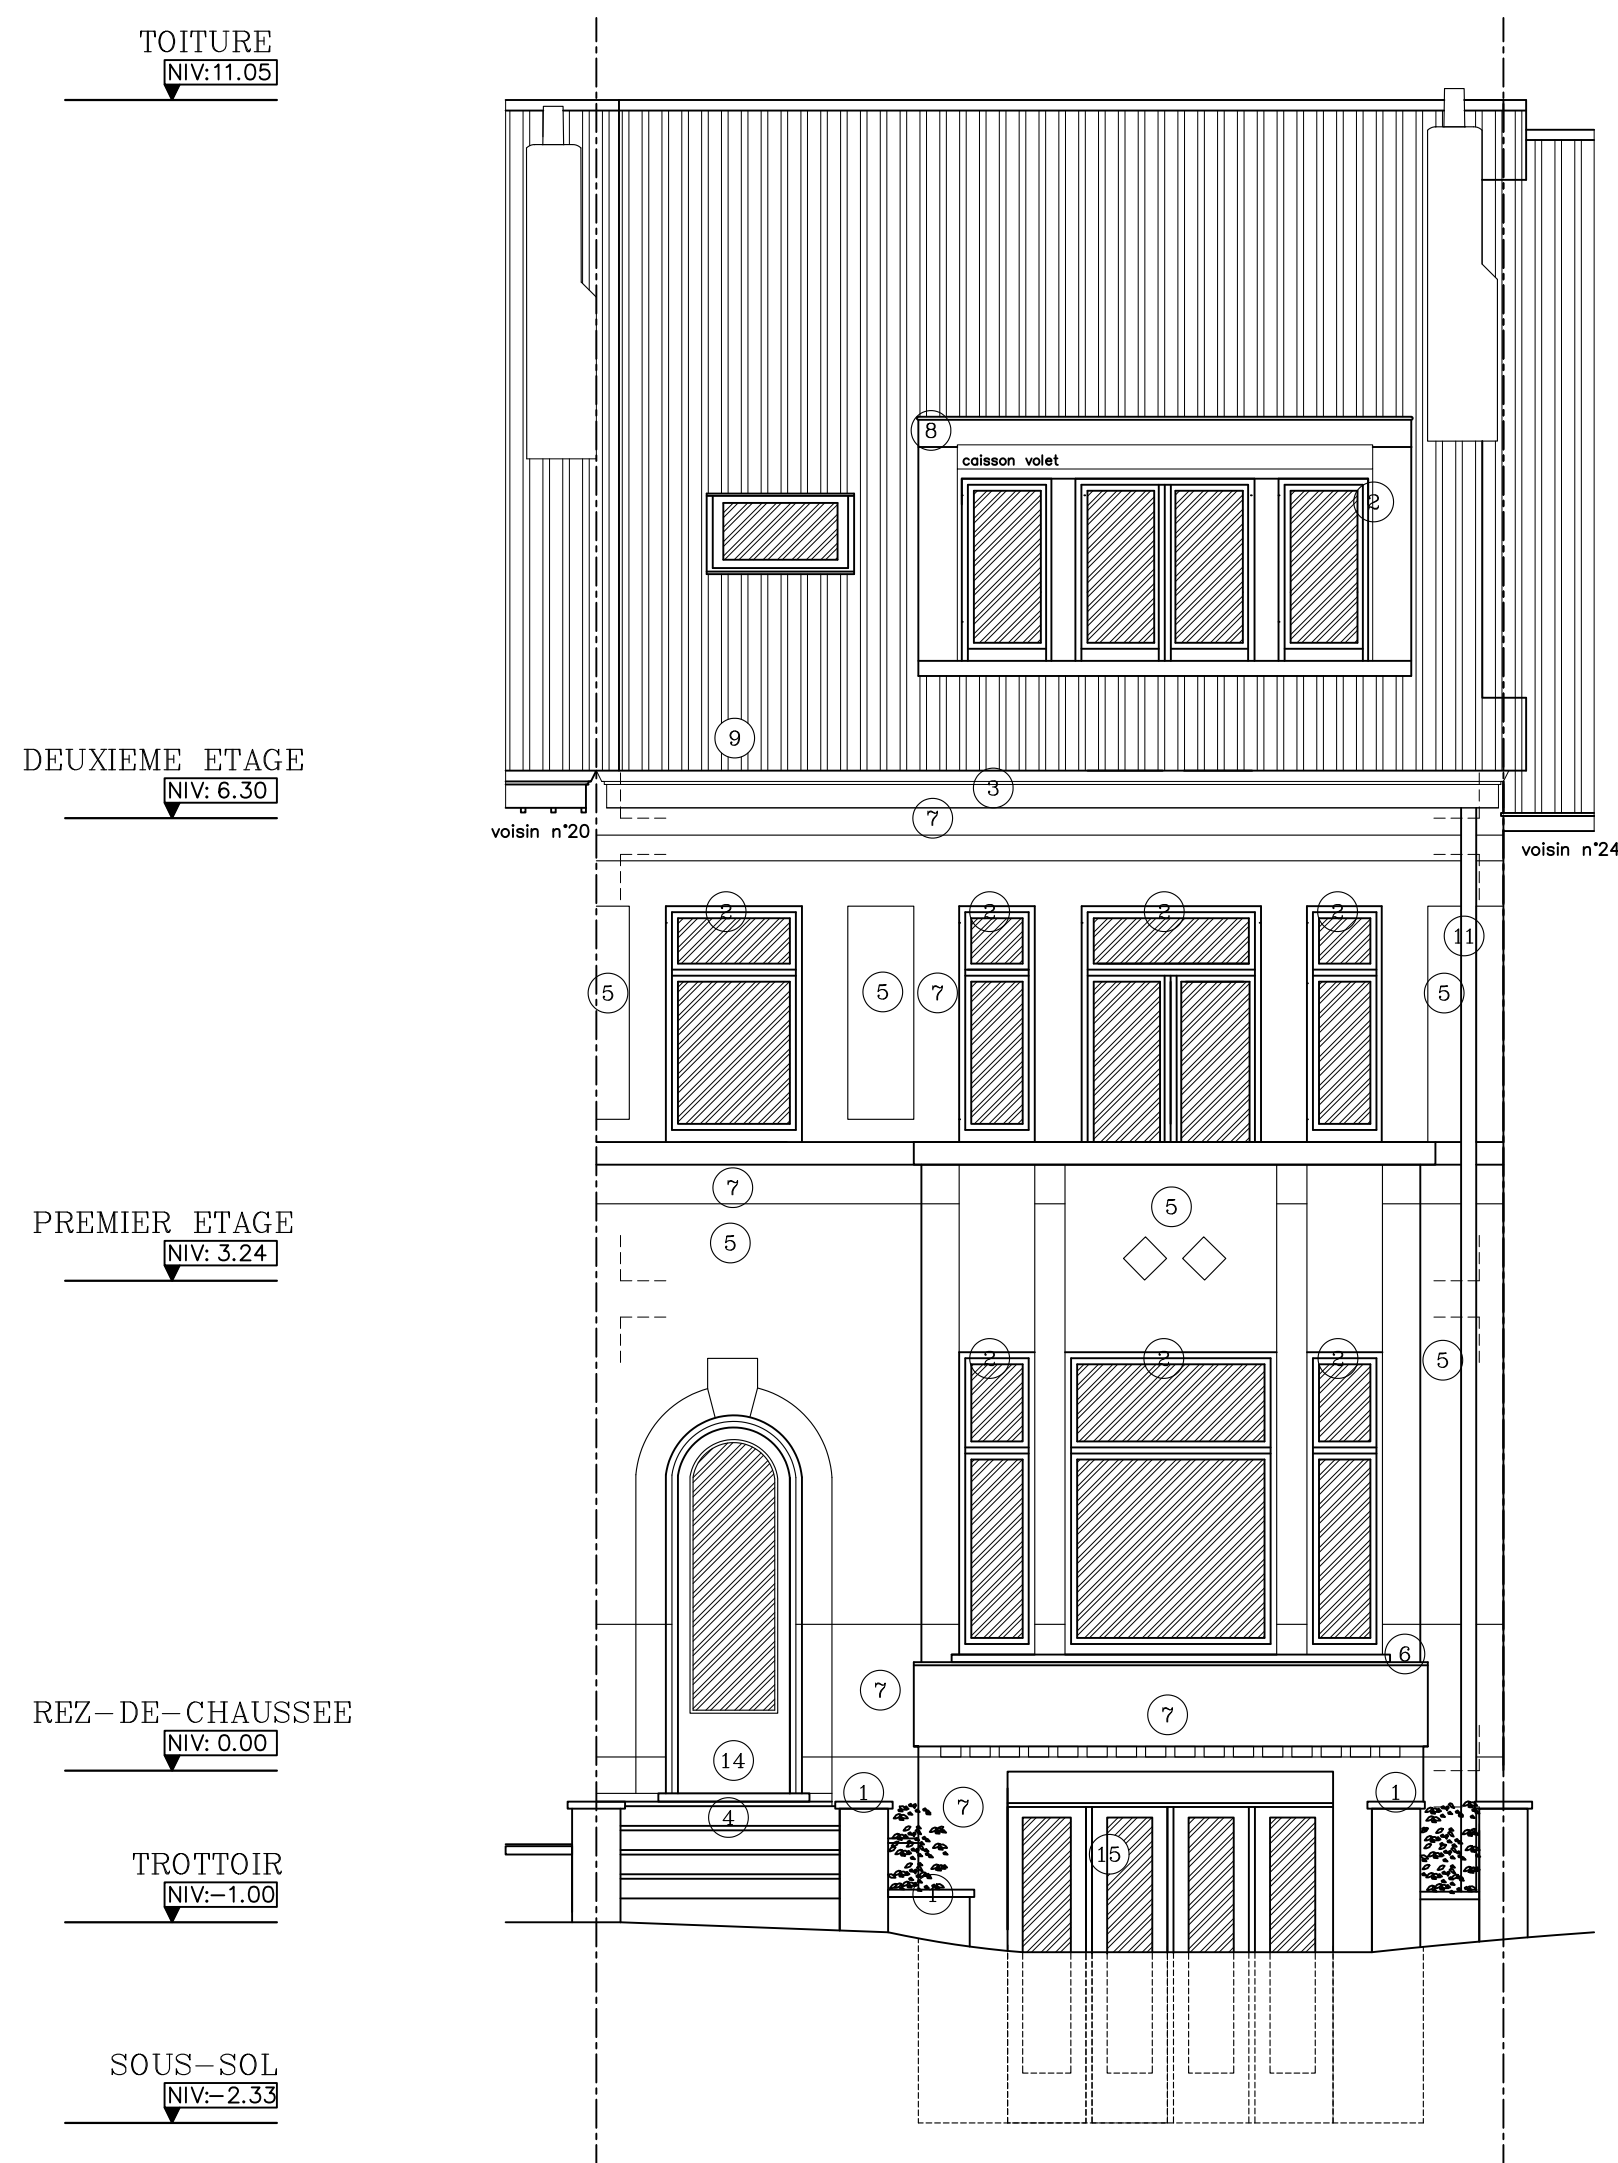 TOITURE
NIV:11.05
8
caisson volet
2
9
DEUXIEME ETAGE
NIV: 6.30
3
7
voisin n°20
voisin n°24
2
2
2
2
11
5
5
7
5
7
5
PREMIER ETAGE
NIV: 3.24
5
2
2
2
5
6
7
7
REZ-DE-CHAUSSEE
NIV: 0.00
14
1
1
7
4
15
TROTTOIR
NIV:-1.00
1
SOUS-SOL
NIV:-2.33